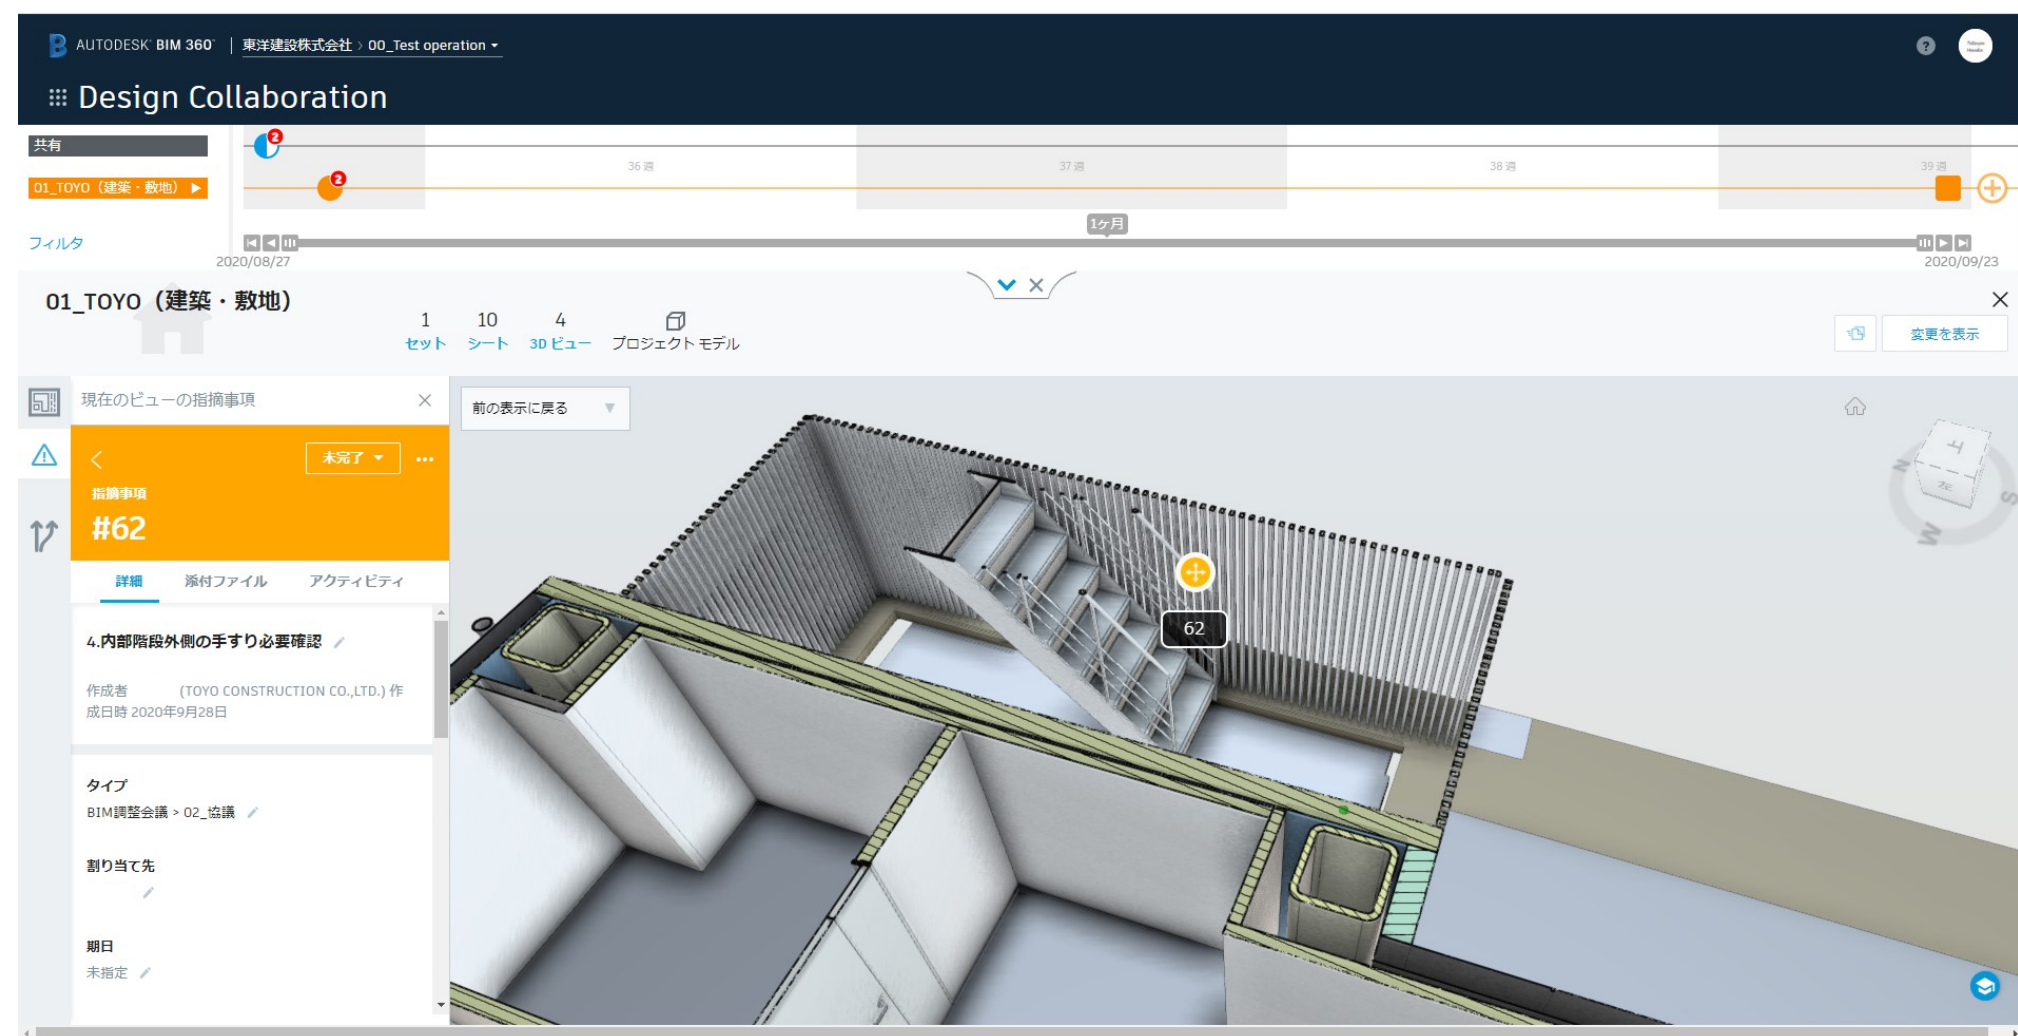 AUTODESK® BIM 360™ | 東洋建設株式会社 > 00_Test operation
Design Collaboration
共有
2
36 週
37 週
38 週
39 週
01_TOYO（建築・敷地）
2
1ヶ月
フィルタ
2020/08/27
2020/09/23
01_TOYO（建築・敷地）
1 10 4
セット シート 3D ビュー プロジェクト モデル
変更を表示
現在のビューの指摘事項
前の表示に戻る
未完了
指摘事項
#62
詳細 添付ファイル アクティビティ
4.内部階段外側の手すり必要確認
作成者 (TOYO CONSTRUCTION CO.,LTD.) 作
成日時 2020年9月28日
タイプ
BIM調整会議 > 02_協議
割り当て先
期日
未指定
62
上
左
N
S
W